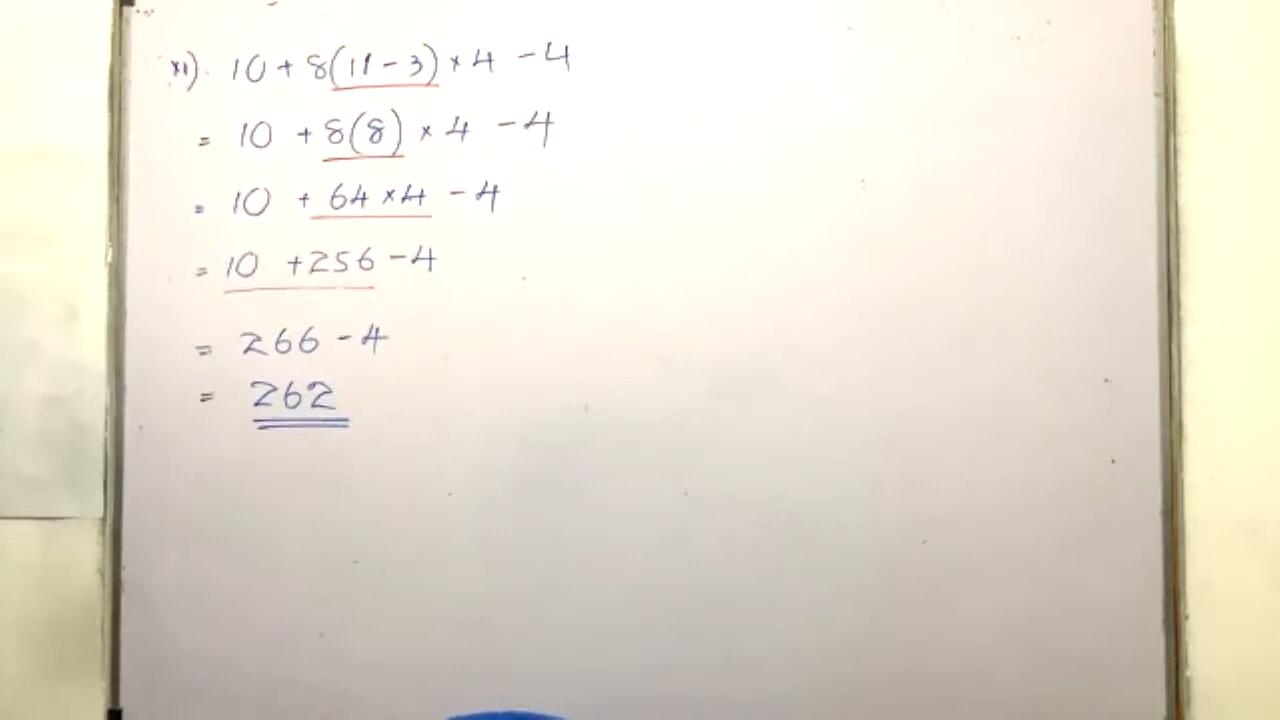 xi). 10 + 8(11 - 3) × 4 - 4
= 10 + 8(8) × 4 - 4
= 10 + 64 × 4 - 4
= 10 + 256 - 4
= 266 - 4
= 262